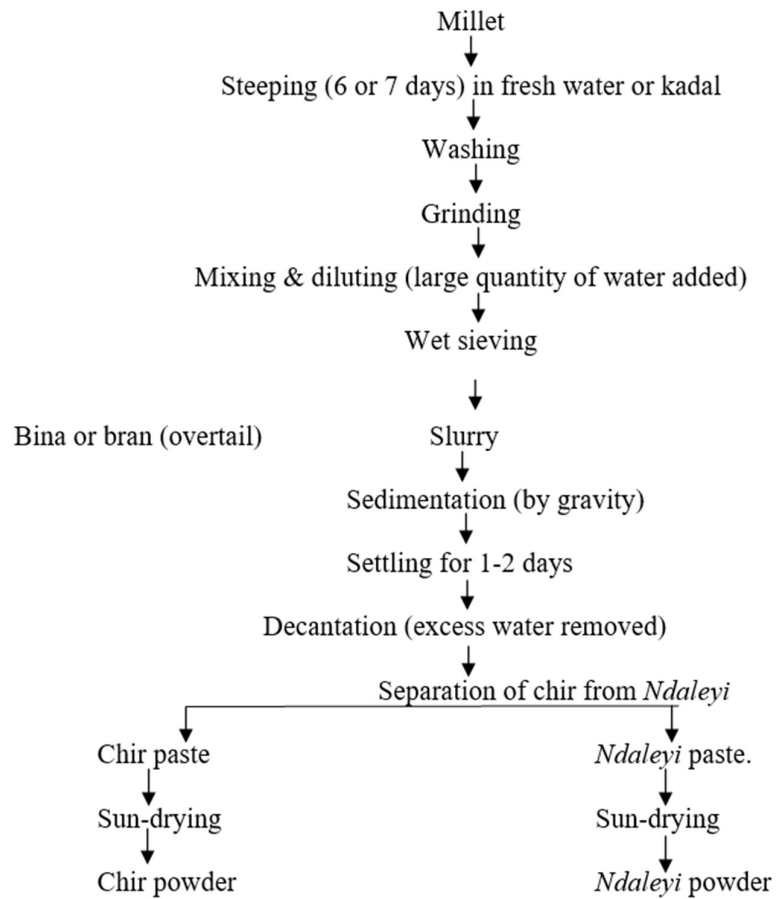 Millet
Steeping (6 or 7 days) in fresh water or kadal
Washing
Grinding
Mixing & diluting (large quantity of water added)
Wet sieving
Bina or bran (overtail)
Slurry
Sedimentation (by gravity)
Settling for 1-2 days
Decantation (excess water removed)
Separation of chir from Ndaleyi
Chir paste
Ndaleyi paste.
Sun-drying
Sun-drying
Chir powder
Ndaleyi powder